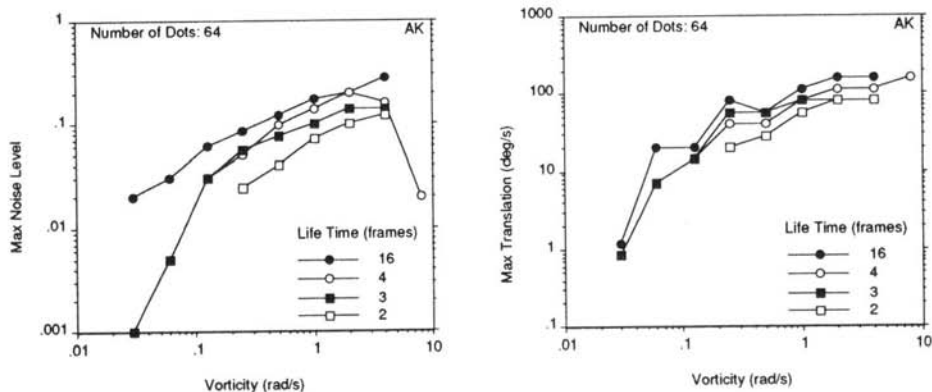 1
Number of Dots: 64
AK
.1
.01
.001
Max Noise Level
Life Time (frames)
16
4
3
2
.01
.1
1
10
Vorticity (rad/s)
1000
Number of Dots: 64
AK
100
10
1
.1
Max Translation (deg/s)
Life Time (frames)
16
4
3
2
.01
.1
1
10
Vorticity (rad/s)